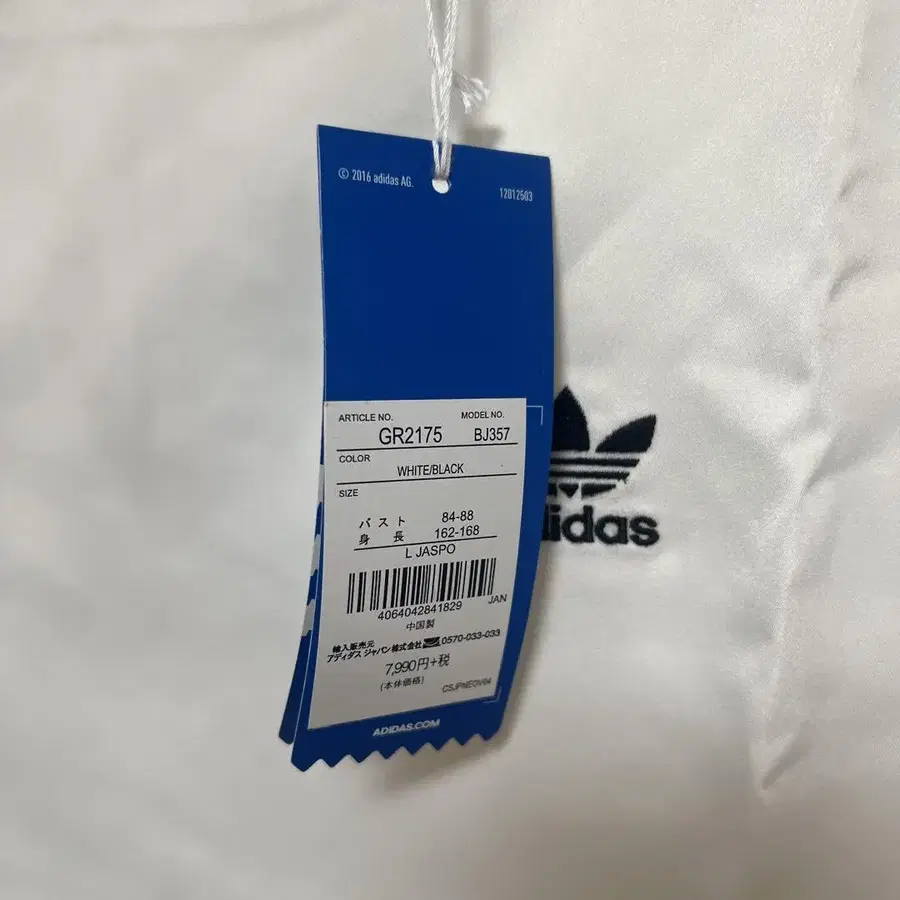 © 2016 adidas AG.
12012503
ARTICLE NO. MODEL NO.
GR2175 BJ357
COLOR
WHITE/BLACK
SIZE
バスト 84-88
身長 162-168
L JASPO
4064042841829 JAN
中国製
輸入販売元
アディダス ジャパン株式会社 0570-033-033
7,990円+税
(本体価格) CSJPNEOV04
ADIDAS.COM
adidas